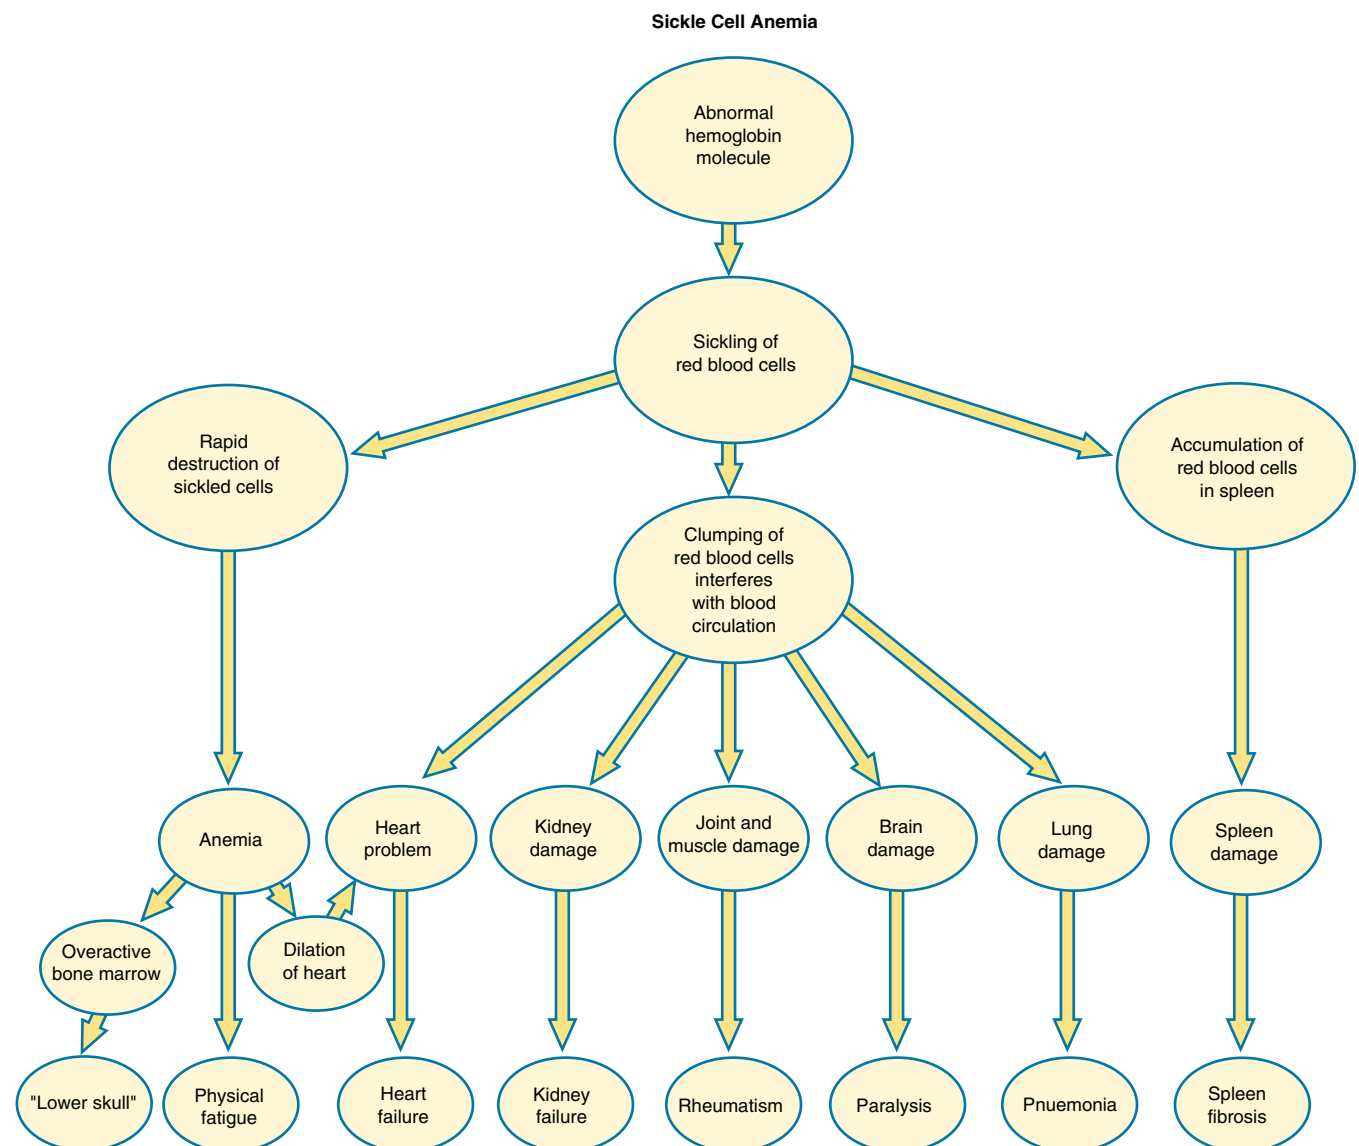 Sickle Cell Anemia
Abnormal
hemoglobin
molecule
Sickling of
red blood cells
Rapid
destruction of
sickled cells
Accumulation of
red blood cells
in spleen
Clumping of
red blood cells
interferes
with blood
circulation
Anemia
Heart
problem
Kidney
damage
Joint and
muscle damage
Brain
damage
Lung
damage
Spleen
damage
Overactive
bone marrow
Dilation
of heart
"Lower skull"
Physical
fatigue
Heart
failure
Kidney
failure
Rheumatism
Paralysis
Pnuemonia
Spleen
fibrosis